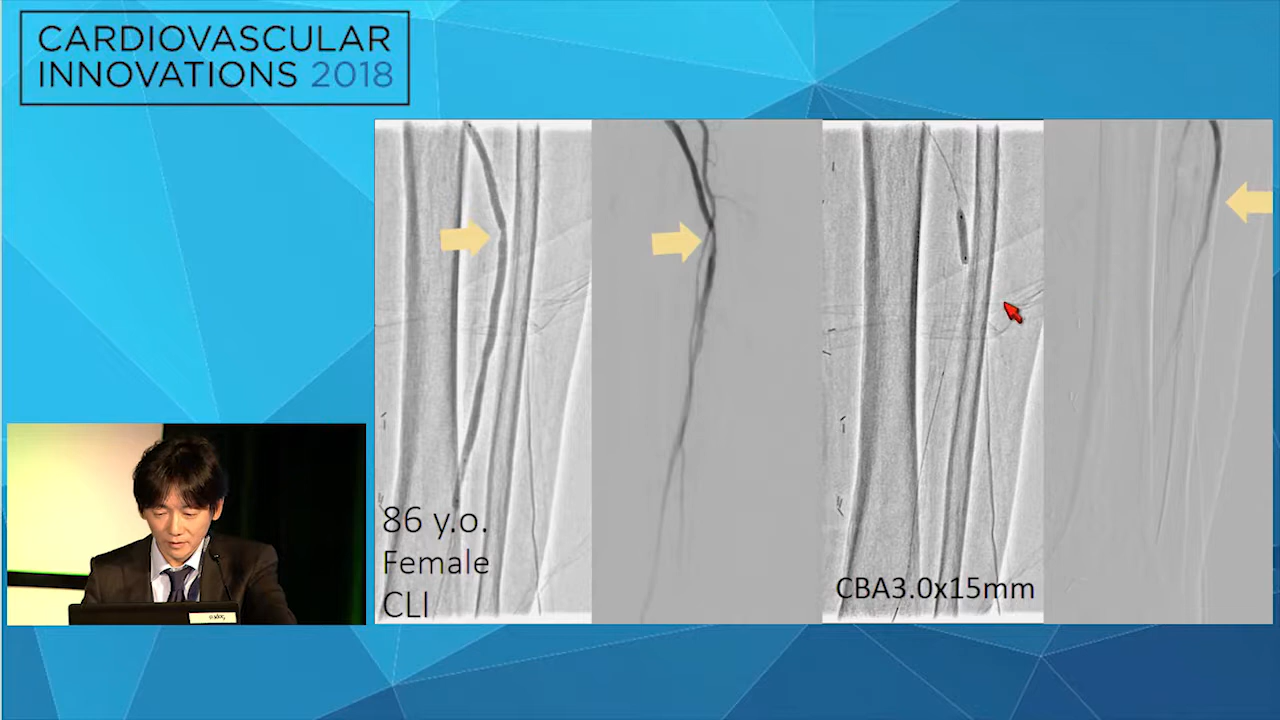 CARDIOVASCULAR
INNOVATIONS 2018
86 y.o.
Female
CLI
CBA3.0x15mm